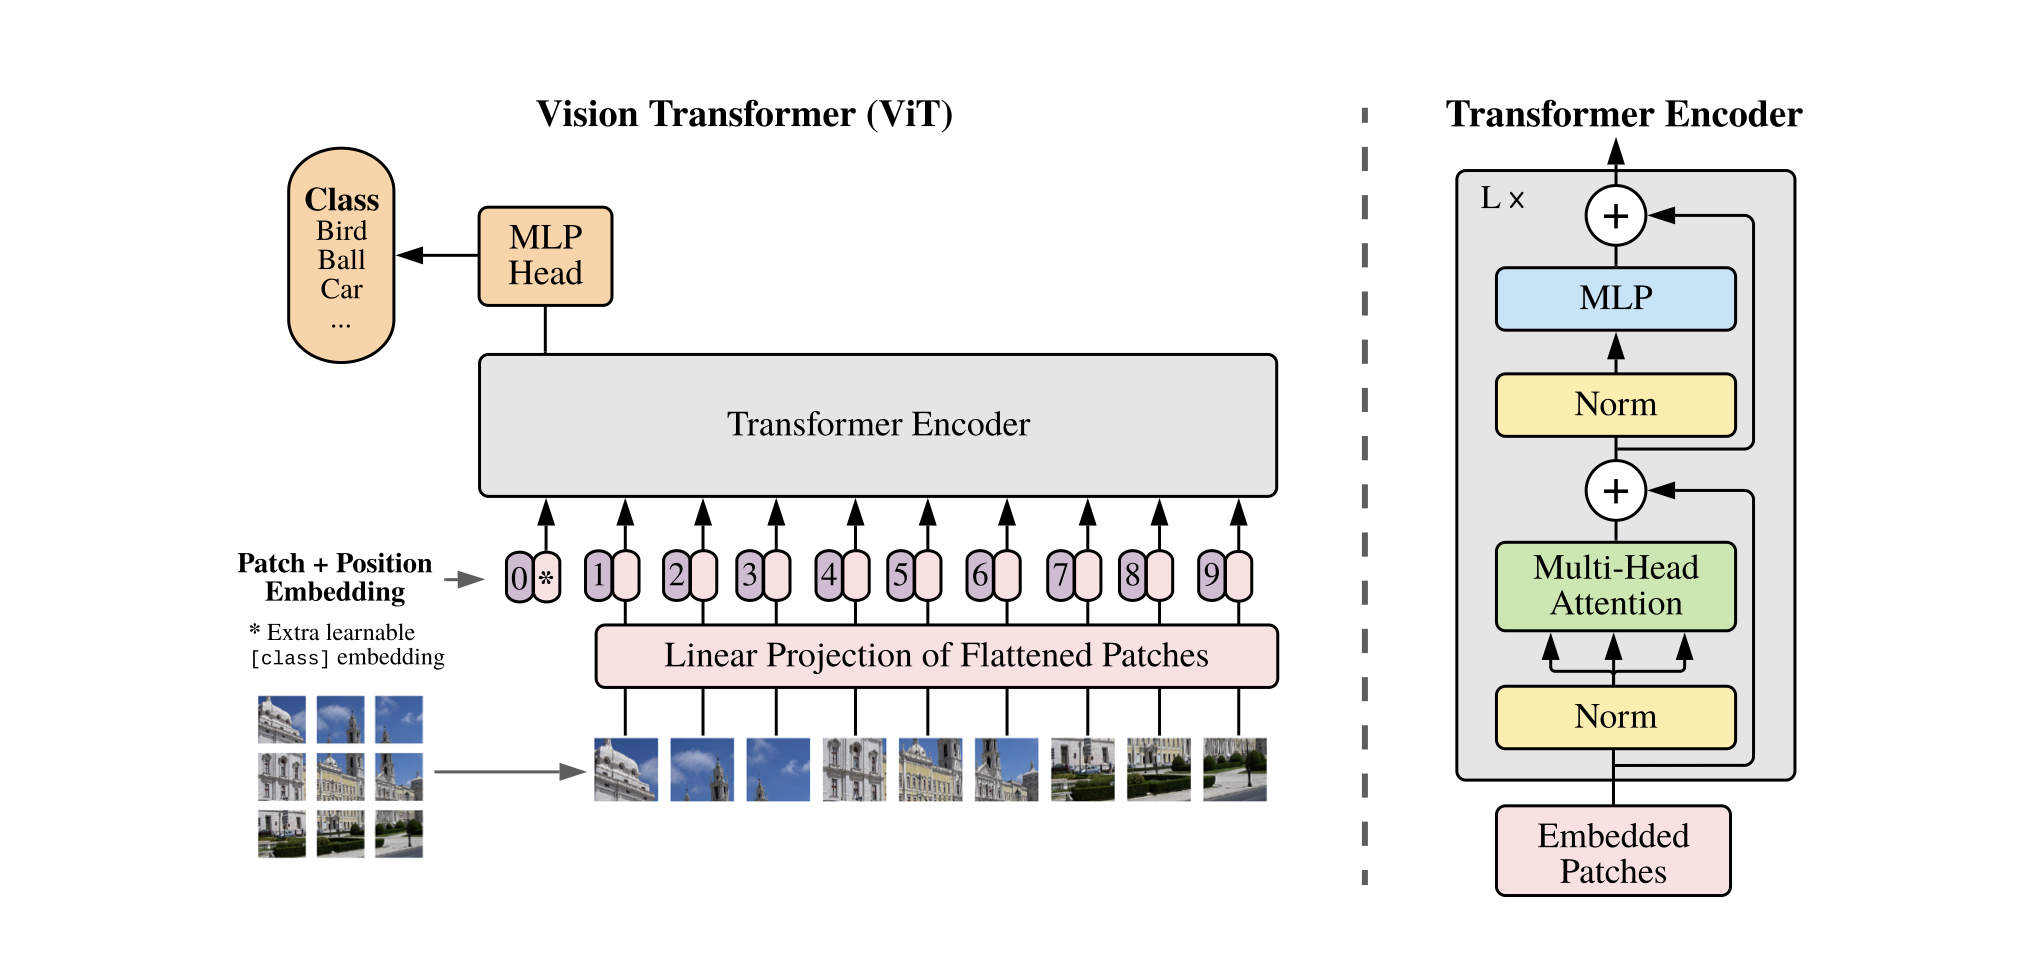 Vision Transformer (ViT)
Class
Bird
Ball
Car
...
MLP
Head
Transformer Encoder
Patch + Position
Embedding
0 * 1 2 3 4 5 6 7 8 9
* Extra learnable
[class] embedding
Linear Projection of Flattened Patches
Transformer Encoder
L x
+
MLP
Norm
+
Multi-Head
Attention
Norm
Embedded
Patches